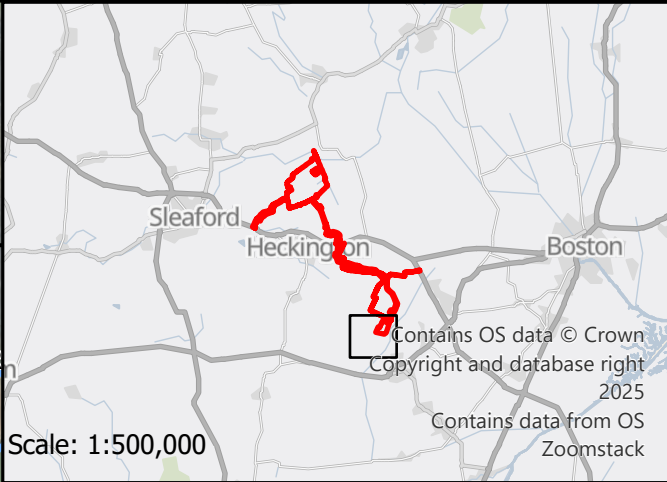 Sleaford
Heckington
Boston
Contains OS data © Crown
Copyright and database right
2025
Contains data from OS
Zoomstack
Scale: 1:500,000